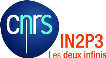 cnrs
IN2P3
Les deux infinis